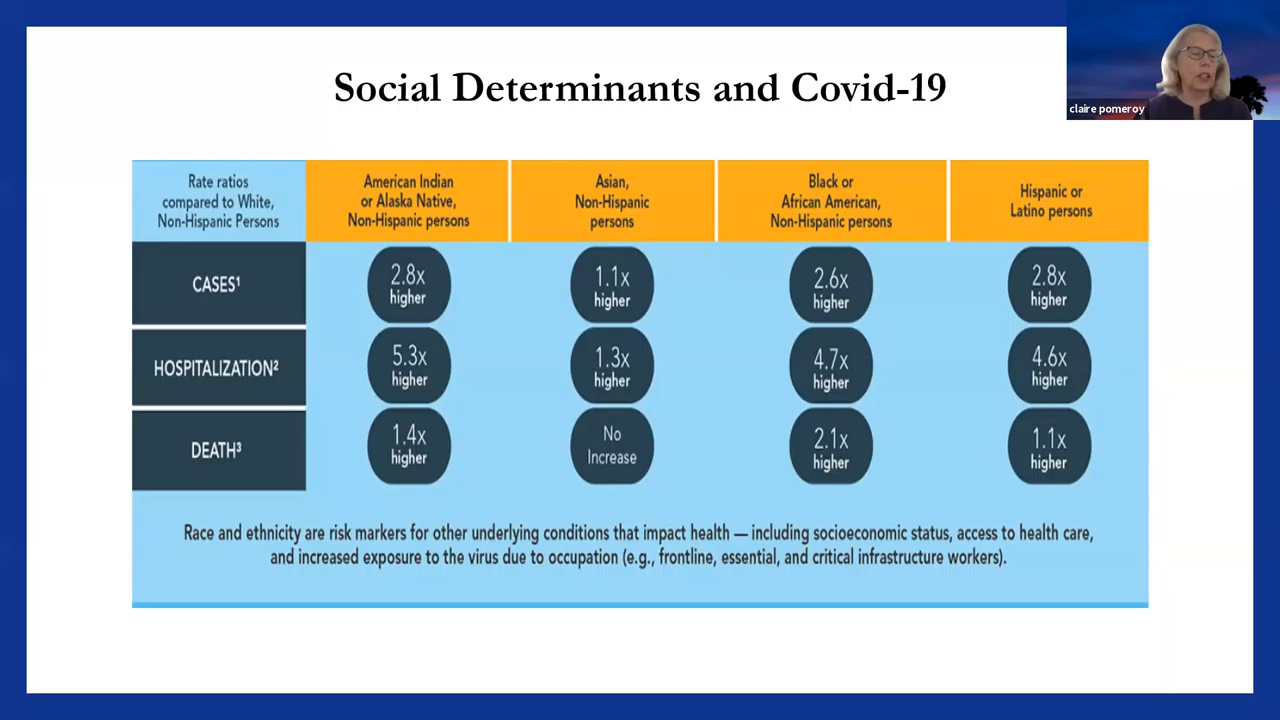 Social Determinants and Covid-19
claire pomeroy
Rate ratios
compared to White,
Non-Hispanic Persons
American Indian
or Alaska Native,
Non-Hispanic persons
Asian,
Non-Hispanic
persons
Black or
African American,
Non-Hispanic persons
Hispanic or
Latino persons
CASES¹
2.8x
higher
1.1x
higher
2.6x
higher
2.8x
higher
HOSPITALIZATION²
5.3x
higher
1.3x
higher
4.7x
higher
4.6x
higher
DEATH³
1.4x
higher
No
Increase
2.1x
higher
1.1x
higher
Race and ethnicity are risk markers for other underlying conditions that impact health — including socioeconomic status, access to health care,
and increased exposure to the virus due to occupation (e.g., frontline, essential, and critical infrastructure workers).